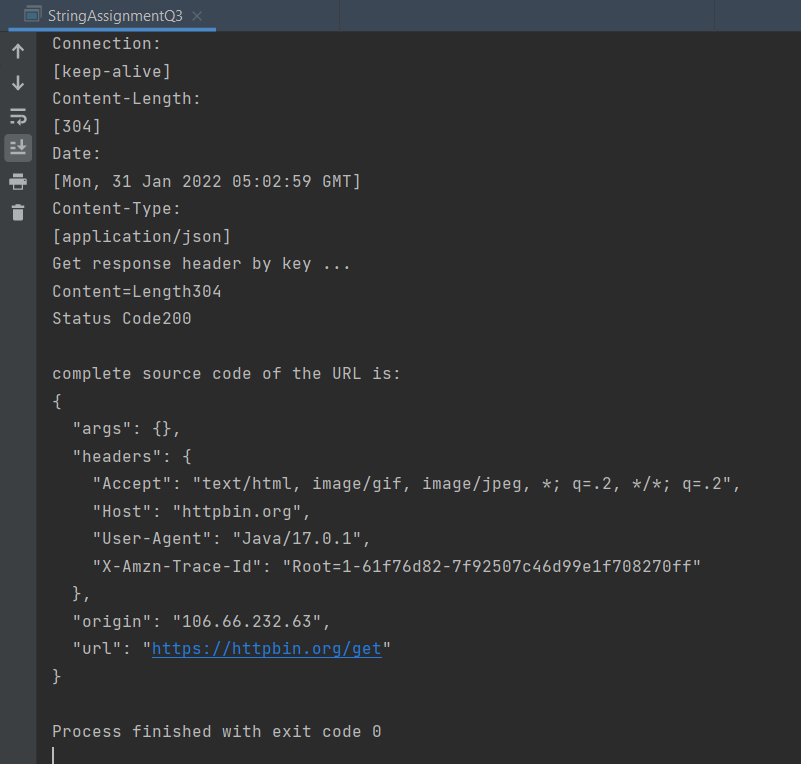 StringAssignmentQ3
Connection:
[keep-alive]
Content-Length:
[304]
Date:
[Mon, 31 Jan 2022 05:02:59 GMT]
Content-Type:
[application/json]
Get response header by key ...
Content=Length304
Status Code200
complete source code of the URL is:
{
  "args": {},
  "headers": {
    "Accept": "text/html, image/gif, image/jpeg, *; q=.2, */*; q=.2",
    "Host": "httpbin.org",
    "User-Agent": "Java/17.0.1",
    "X-Amzn-Trace-Id": "Root=1-61f76d82-7f92507c46d99e1f708270ff"
  },
  "origin": "106.66.232.63",
  "url": "https://httpbin.org/get"
}
Process finished with exit code 0